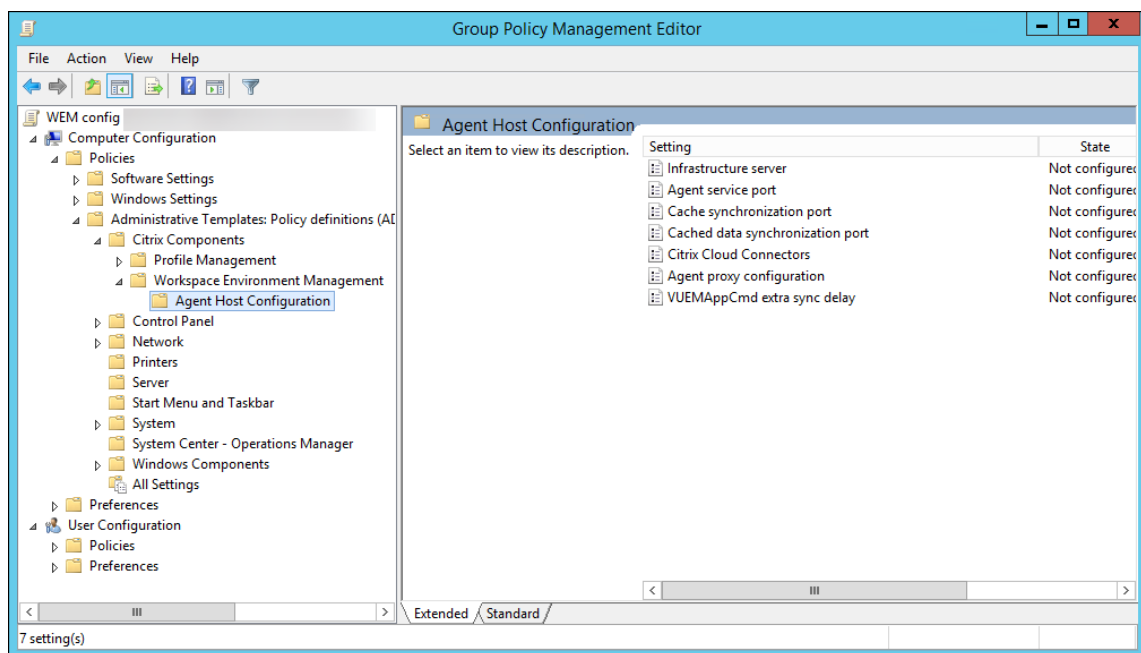 Group Policy Management Editor
File Action View Help
WEM config
Computer Configuration
Policies
Software Settings
Windows Settings
Administrative Templates: Policy definitions (AD
Citrix Components
Profile Management
Workspace Environment Management
Agent Host Configuration
Control Panel
Network
Printers
Server
Start Menu and Taskbar
System
System Center - Operations Manager
Windows Components
All Settings
Preferences
User Configuration
Policies
Preferences
Agent Host Configuration
Select an item to view its description.
Setting State
Infrastructure server Not configured
Agent service port Not configured
Cache synchronization port Not configured
Cached data synchronization port Not configured
Citrix Cloud Connectors Not configured
Agent proxy configuration Not configured
VUEMAppCmd extra sync delay Not configured
Extended Standard
7 setting(s)